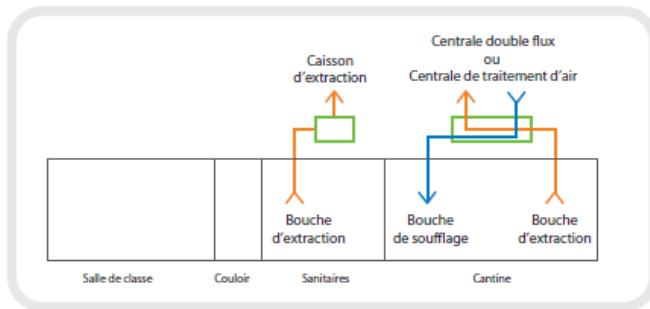 Caisson
d'extraction
Centrale double flux
ou
Centrale de traitement d'air
Bouche
d'extraction
Bouche
de soufflage
Bouche
d'extraction
Salle de classe
Couloir
Sanitaires
Cantine